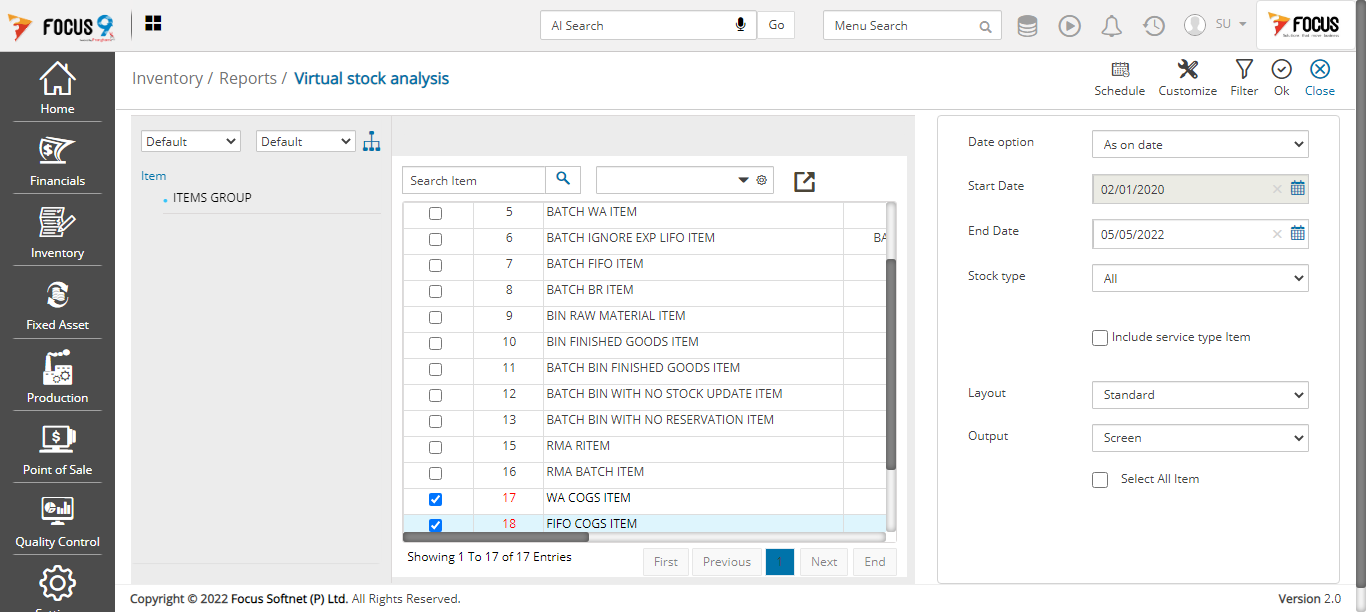 FOCUS 9
AI Search
Go
Menu Search
SU
FOCUS
Inventory / Reports / Virtual stock analysis
Schedule
Customize
Filter
Ok
Close
Home
Financials
Inventory
Fixed Asset
Production
Point of Sale
Quality Control
Default
Default
Item
ITEMS GROUP
Search Item
5 BATCH WA ITEM
6 BATCH IGNORE EXP LIFO ITEM BA
7 BATCH FIFO ITEM
8 BATCH BR ITEM
9 BIN RAW MATERIAL ITEM
10 BIN FINISHED GOODS ITEM
11 BATCH BIN FINISHED GOODS ITEM
12 BATCH BIN WITH NO STOCK UPDATE ITEM
13 BATCH BIN WITH NO RESERVATION ITEM
15 RMA RITEM
16 RMA BATCH ITEM
17 WA COGS ITEM
18 FIFO COGS ITEM
Showing 1 To 17 of 17 Entries
First
Previous
1
Next
End
Date option
As on date
Start Date
02/01/2020
End Date
05/05/2022
Stock type
All
Include service type Item
Layout
Standard
Output
Screen
Select All Item
Copyright © 2022 Focus Softnet (P) Ltd. All Rights Reserved.
Version 2.0